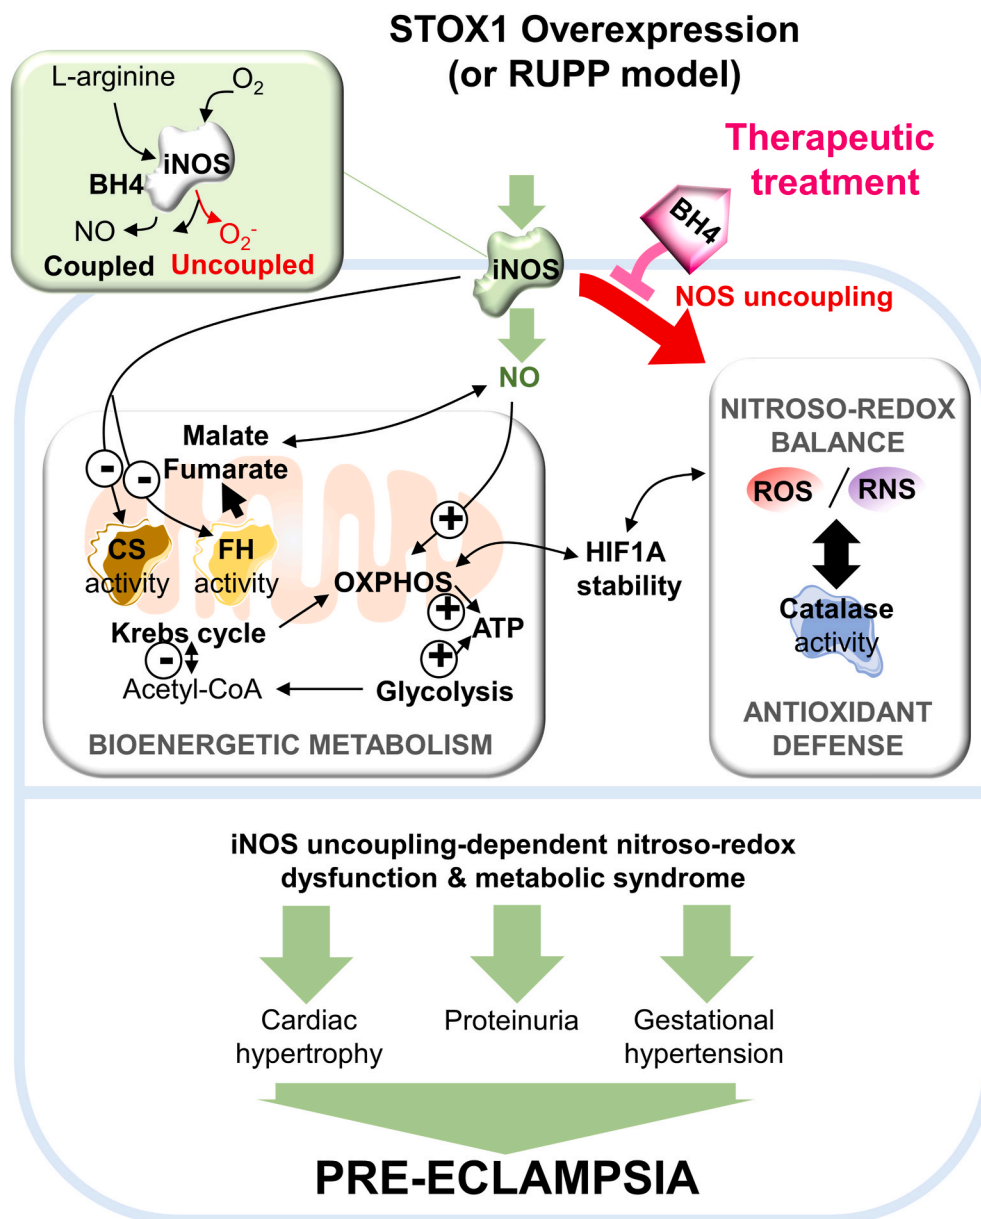 STOX1 Overexpression
(or RUPP model)
L-arginine
O2
iNOS
BH4
NO
O2-
Coupled
Uncoupled
Therapeutic
treatment
BH4
iNOS
NOS uncoupling
NO
Malate
Fumarate
-
-
CS
activity
FH
activity
+
OXPHOS
+
ATP
Krebs cycle
-
+
Acetyl-CoA
Glycolysis
BIOENERGETIC METABOLISM
HIF1A
stability
NITROSO-REDOX
BALANCE
ROS / RNS
Catalase
activity
ANTIOXIDANT
DEFENSE
iNOS uncoupling-dependent nitroso-redox
dysfunction & metabolic syndrome
Cardiac
hypertrophy
Proteinuria
Gestational
hypertension
PRE-ECLAMPSIA